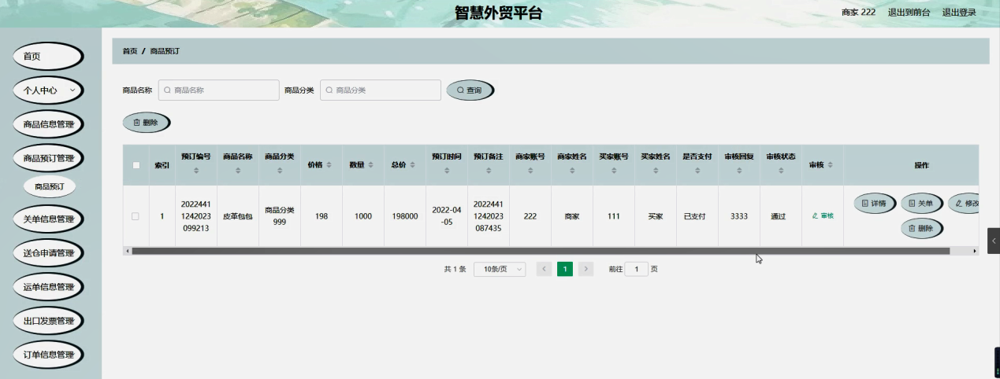 智慧外贸平台
商家 222 退出到前台 退出登录
首页
个人中心
商品信息管理
商品预订管理
商品预订
关单信息管理
送仓申请管理
运单信息管理
出口发票管理
订单信息管理
首页 / 商品预订
商品名称 商品名称 商品分类 商品分类 查询
删除
索引 预订编号 商品名称 商品分类 价格 数量 总价 预订时间 预订备注 商家账号 商家姓名 买家账号 买家姓名 是否支付 审核回复 审核状态 审核 操作
1 2022441 1242023 099213 皮革包包 商品分类 999 198 1000 198000 2022-04 -05 2022441 1242023 087435 222 商家 111 买家 已支付 3333 通过 审核 详情 关单 修改
删除
共 1 条 10条/页 1 前往 1 页